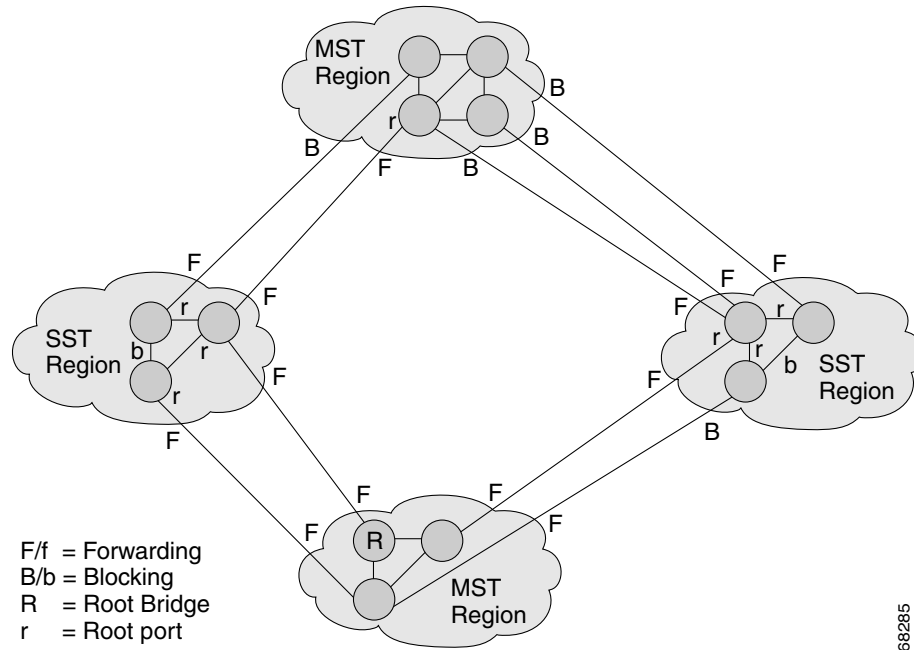 MST
Region
B
r
B
B
F
B
F
F
F
F
F
r
r
SST
Region
b
r
r
F
F
r
r
b
SST
Region
F
B
F
F
F
F
R
MST
Region
F/f = Forwarding
B/b = Blocking
R = Root Bridge
r = Root port
68285